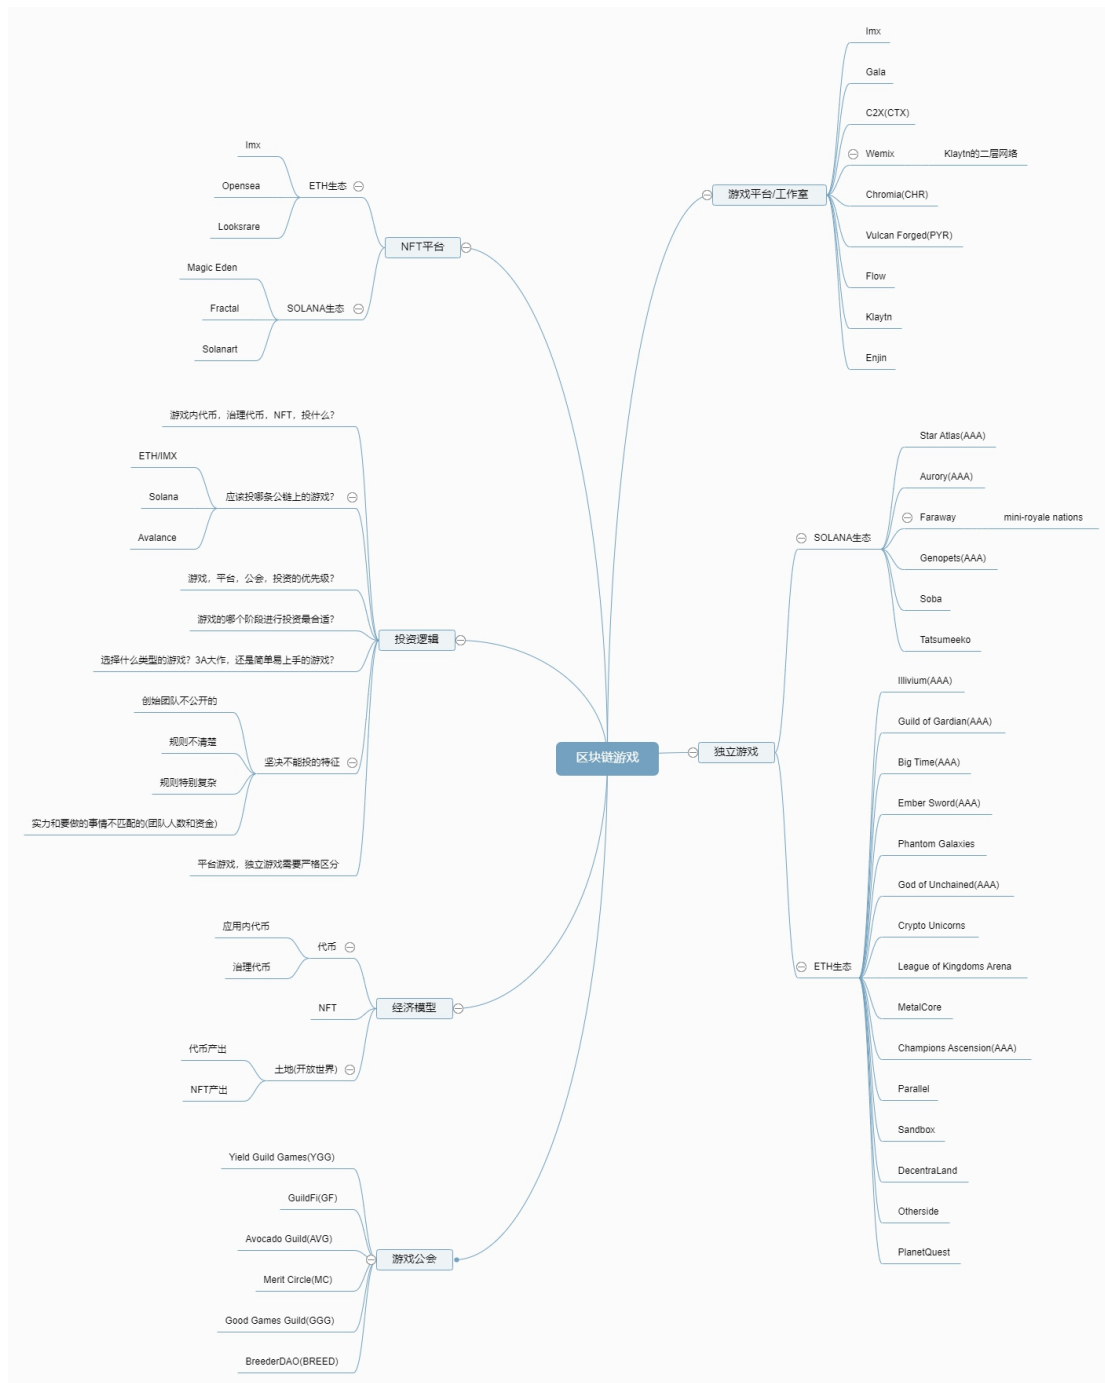 区块链游戏
游戏平台/工作室
Imx
Gala
C2X(CTX)
Wemix
Klaytn的二层网络
Chromia(CHR)
Vulcan Forged(PYR)
Flow
Klaytn
Enjin
独立游戏
SOLANA生态
Star Atlas(AAA)
Aurory(AAA)
Faraway
mini-royale nations
Genopets(AAA)
Soba
Tatsumeeko
ETH生态
Illivium(AAA)
Guild of Gardian(AAA)
Big Time(AAA)
Ember Sword(AAA)
Phantom Galaxies
God of Unchained(AAA)
Crypto Unicorns
League of Kingdoms Arena
MetalCore
Champions Ascension(AAA)
Parallel
Sandbox
DecentraLand
Otherside
PlanetQuest
NFT平台
ETH生态
Imx
Opensea
Looksrare
SOLANA生态
Magic Eden
Fractal
Solanart
投资逻辑
游戏内代币，治理代币，NFT，投什么？
应该投哪条公链上的游戏？
ETH/IMX
Solana
Avalance
游戏，平台，公会，投资的优先级？
游戏的哪个阶段进行投资最合适？
选择什么类型的游戏？3A大作，还是简单易上手的游戏？
坚决不能投的特征
创始团队不公开的
规则不清楚
规则特别复杂
实力和要做的事情不匹配的(团队人数和资金)
平台游戏，独立游戏需要严格区分
经济模型
代币
应用内代币
治理代币
NFT
土地(开放世界)
代币产出
NFT产出
游戏公会
Yield Guild Games(YGG)
GuildFi(GF)
Avocado Guild(AVG)
Merit Circle(MC)
Good Games Guild(GGG)
BreederDAO(BREED)